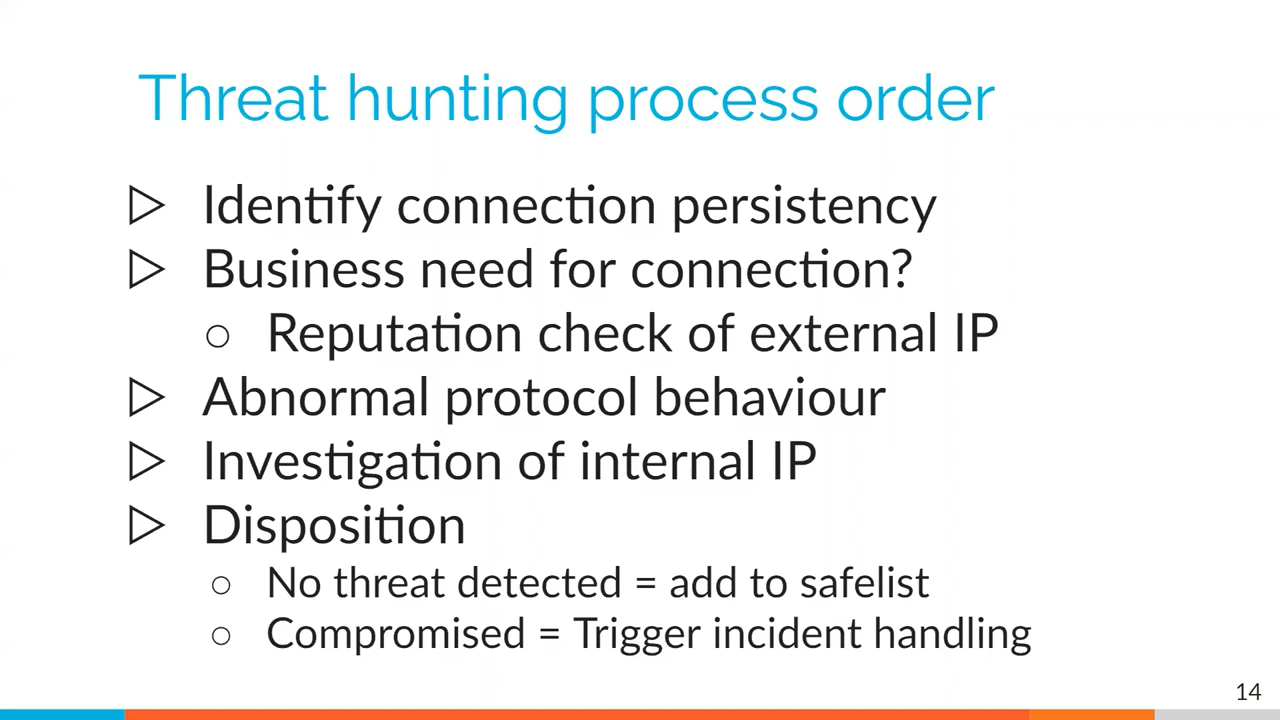 Threat hunting process order
▷ Identify connection persistency
▷ Business need for connection?
○ Reputation check of external IP
▷ Abnormal protocol behaviour
▷ Investigation of internal IP
▷ Disposition
○ No threat detected = add to safelist
○ Compromised = Trigger incident handling
14